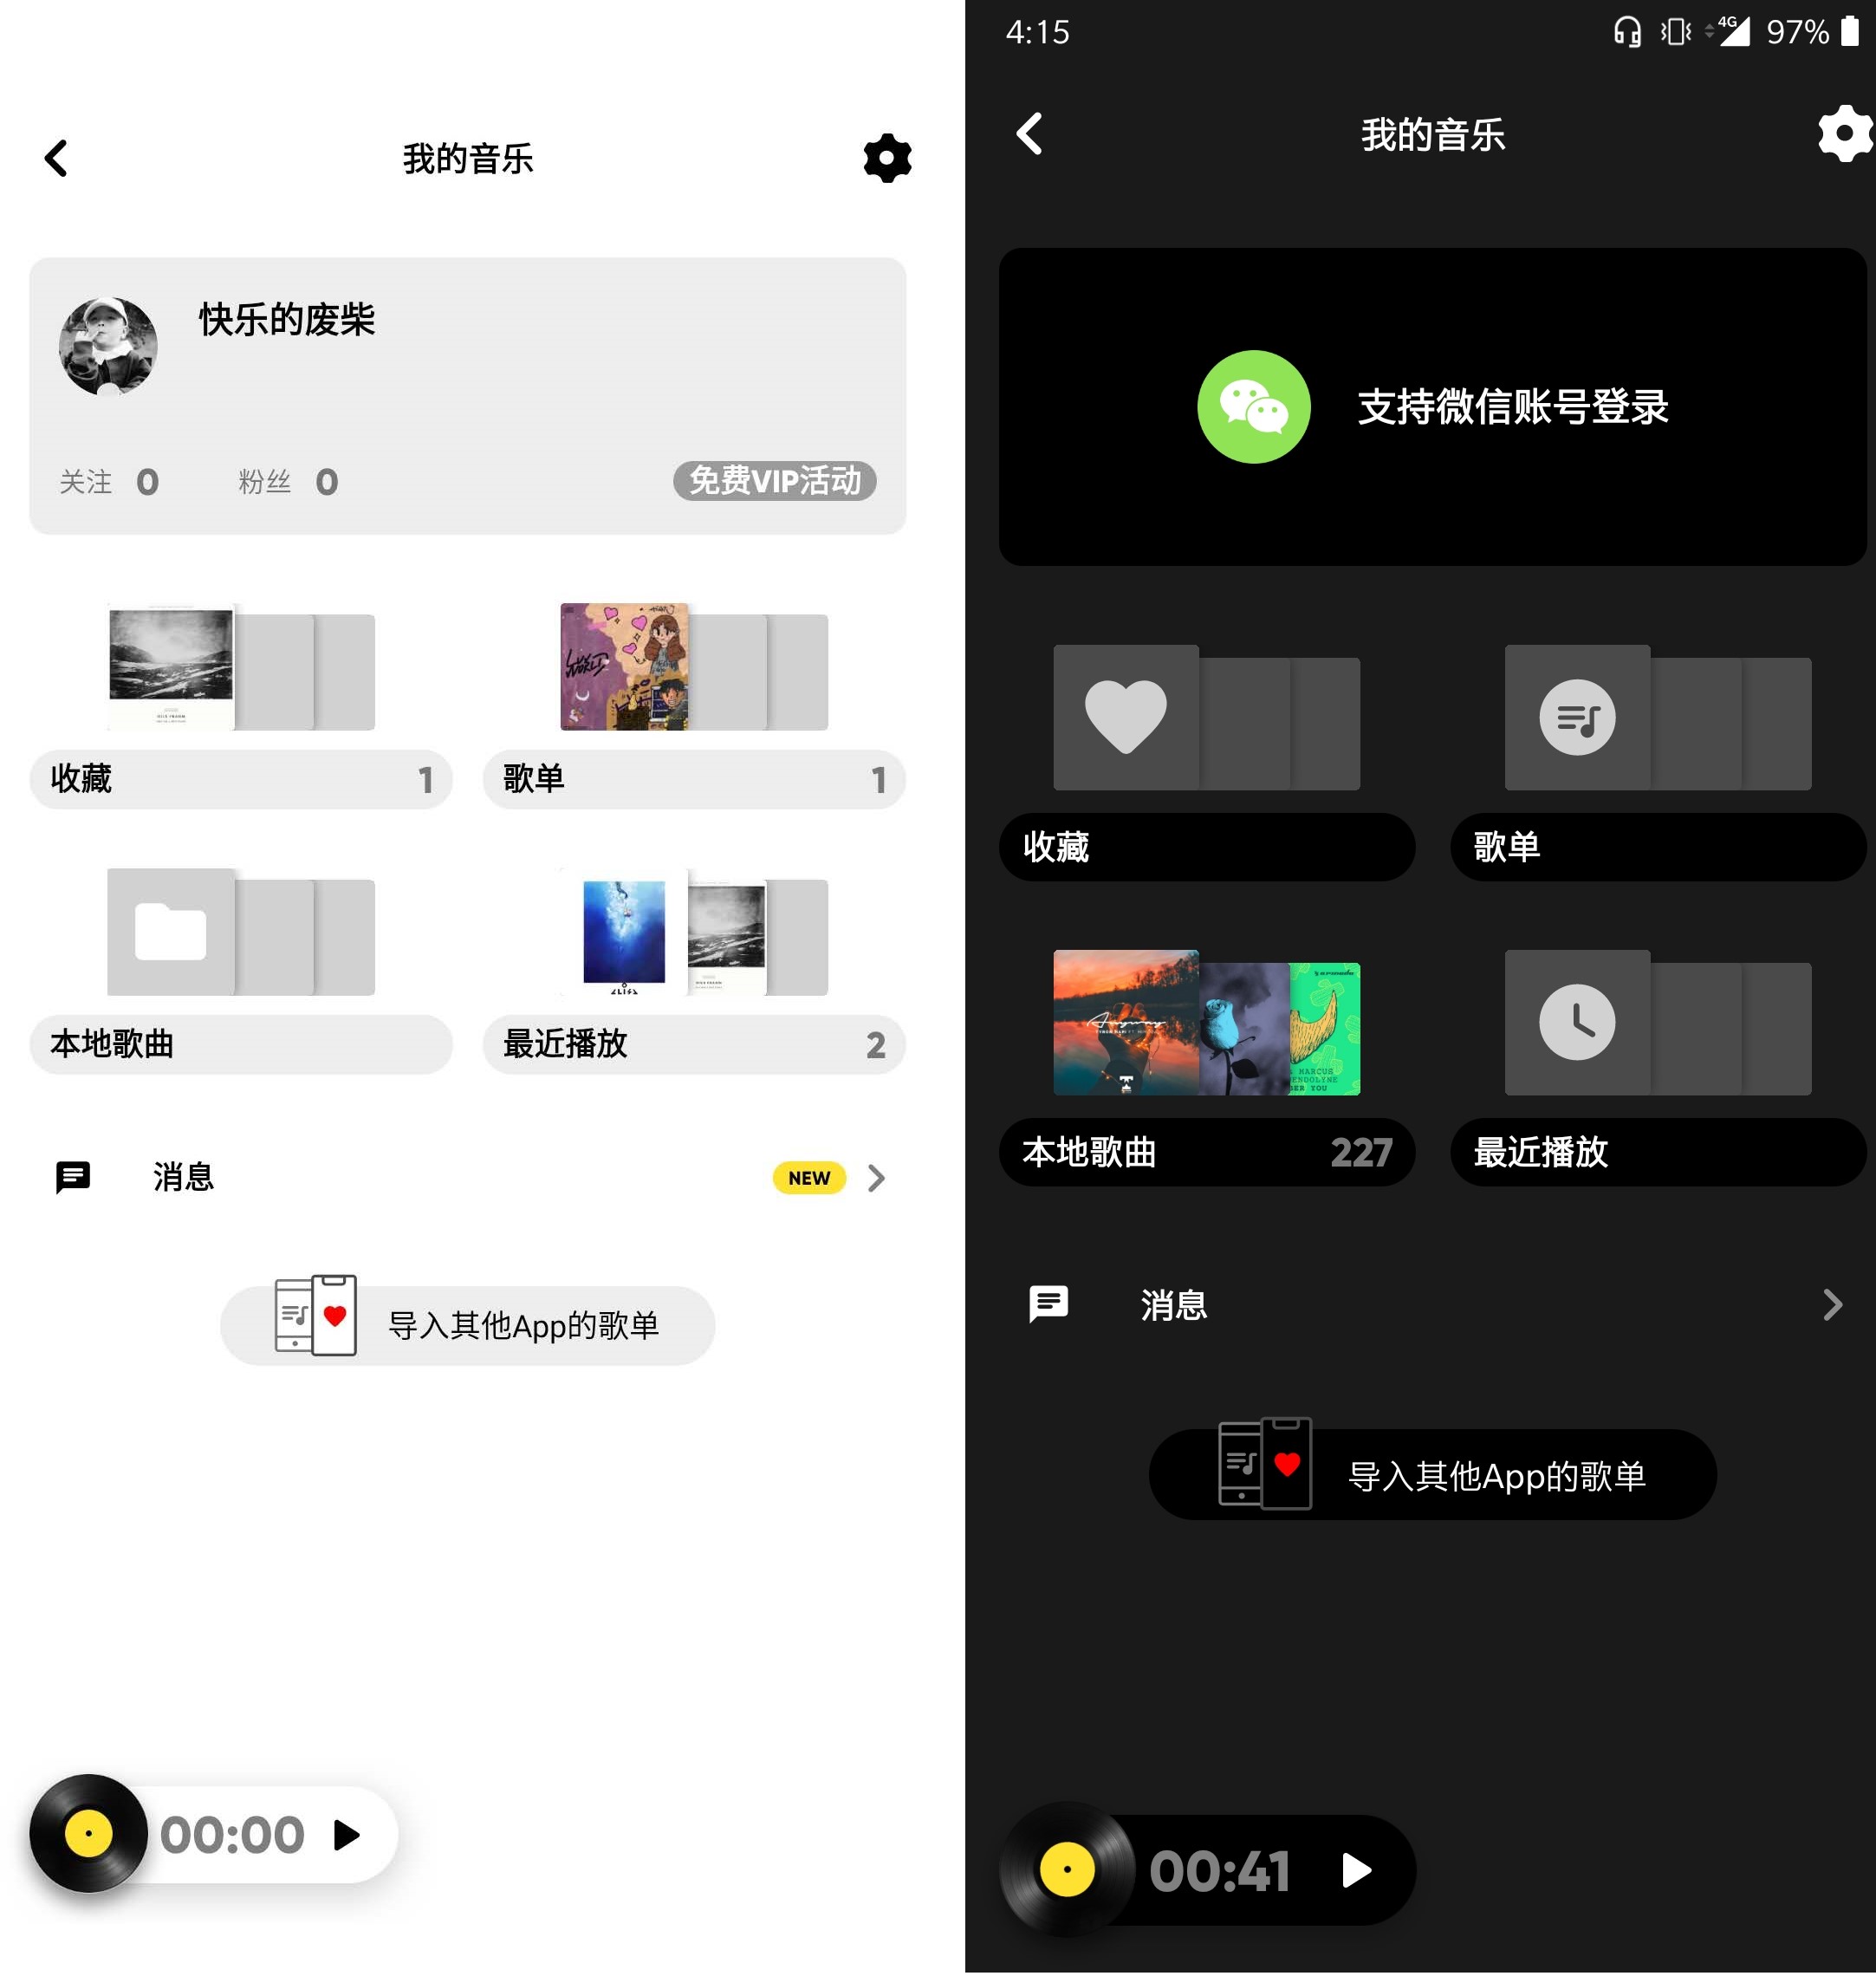 我的音乐
快乐的废柴
关注 0 粉丝 0
免费VIP活动
收藏 1
歌单 1
本地歌曲
最近播放 2
消息
NEW
导入其他App的歌单
00:00
4:15
4G
97%
我的音乐
支持微信账号登录
收藏
歌单
Anyway
MARCUS
本地歌曲 227
最近播放
消息
导入其他App的歌单
00:41